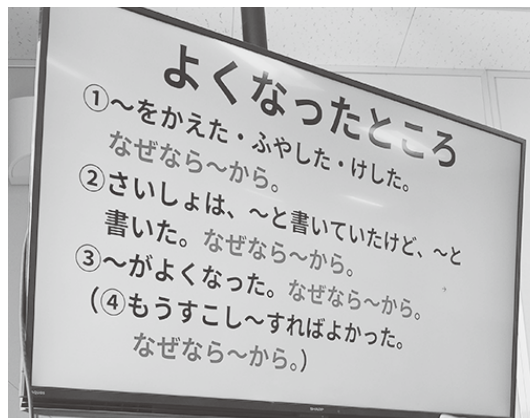 よくなったところ
①～をかえた・ふやした・けした。
なぜなら～から。
②さいしょは、～と書いていたけど、～と
書いた。なぜなら～から。
③～がよくなった。なぜなら～から。
(④もうすこし～すればよかった。
なぜなら～から。)